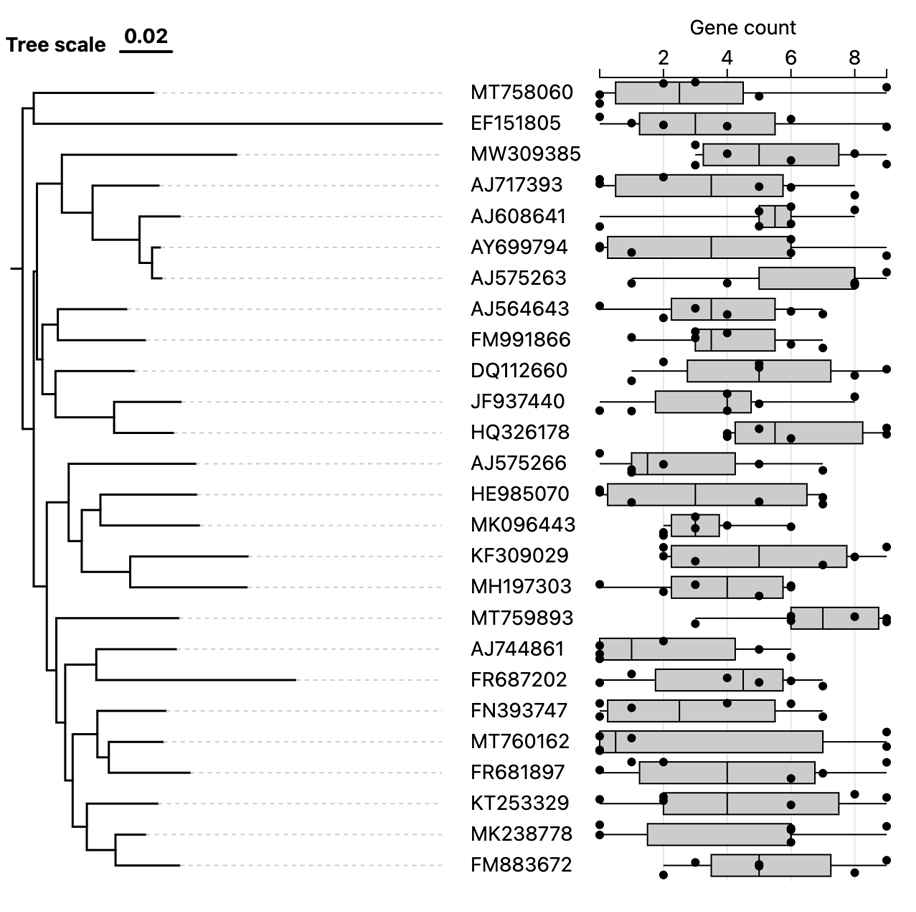 Gene count
Tree scale 0.02
2 4 6 8
MT758060
EF151805
MW309385
AJ717393
AJ608641
AY699794
AJ575263
AJ564643
FM991866
DQ112660
JF937440
HQ326178
AJ575266
HE985070
MK096443
KF309029
MH197303
MT759893
AJ744861
FR687202
FN393747
MT760162
FR681897
KT253329
MK238778
FM883672